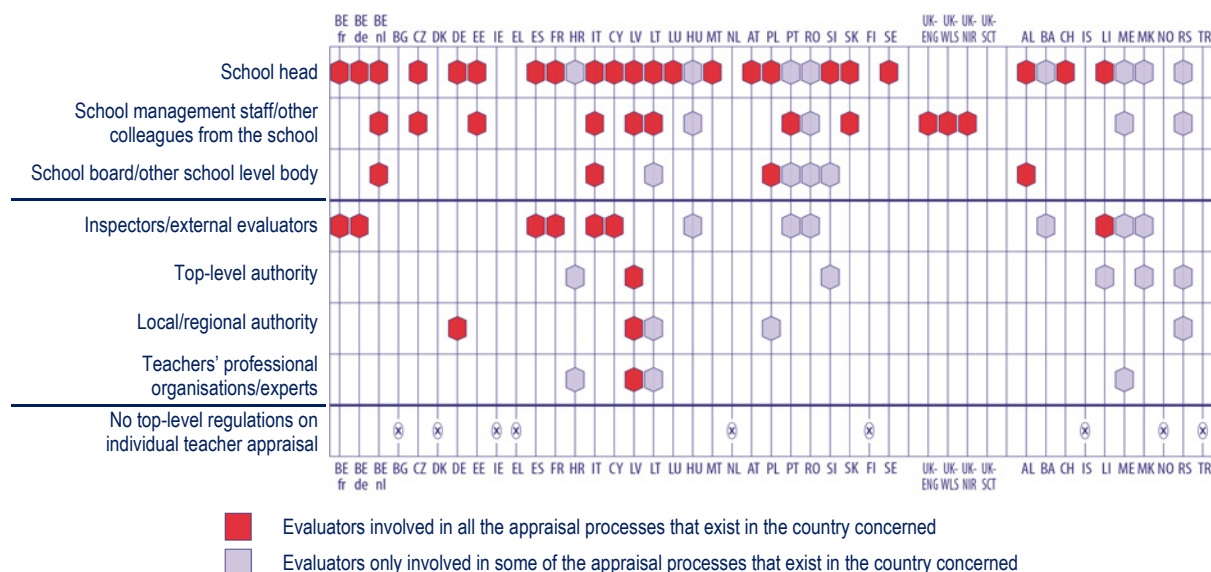 BE BE BE UK- UK- UK- UK-
fr de nl BG CZ DK DE EE IE EL ES FR HR IT CY LV LT LU HU MT NL AT PL PT RO SI SK FI SE ENG WLS NIR SCT AL BA CH IS LI ME MK NO RS TR
School head
School management staff/other
colleagues from the school
School board/other school level body
Inspectors/external evaluators
Top-level authority
Local/regional authority
Teachers’ professional
organisations/experts
No top-level regulations on
individual teacher appraisal
x x x x x x x x x
BE BE BE BG CZ DK DE EE IE EL ES FR HR IT CY LV LT LU HU MT NL AT PL PT RO SI SK FI SE UK- UK- UK- UK- AL BA CH IS LI ME MK NO RS TR
fr de nl ENG WLS NIR SCT
Evaluators involved in all the appraisal processes that exist in the country concerned
Evaluators only involved in some of the appraisal processes that exist in the country concerned